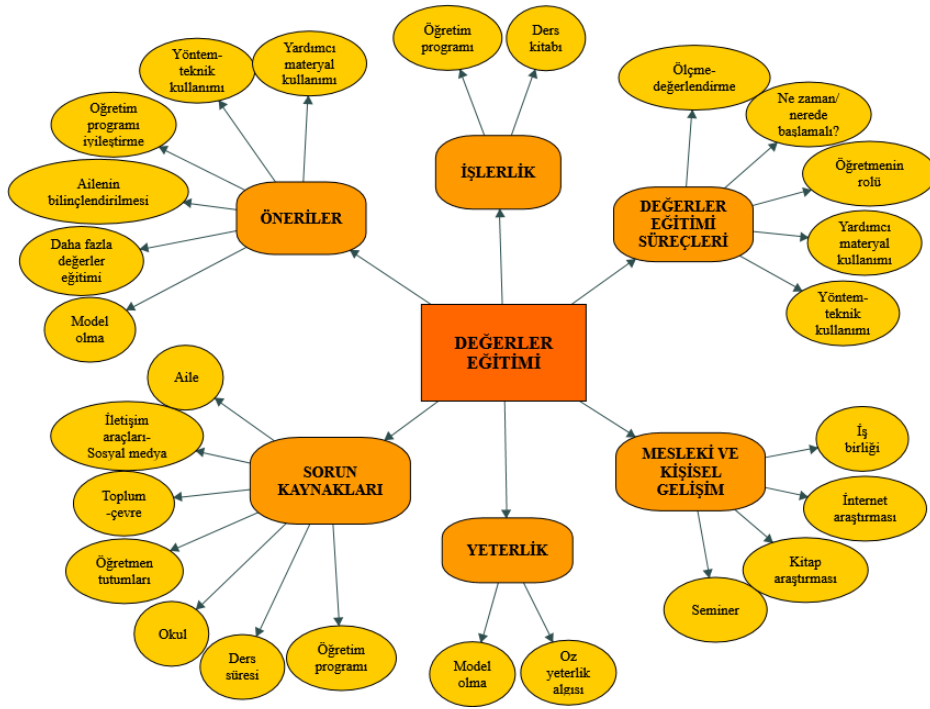 Öğretim
programı
Ders
kitabı
Yöntem-
teknik
kullanımı
Yardımcı
materyal
kullanımı
Ölçme-
değerlendirme
Ne zaman/
nerede
başlamalı?
Oğretim
programı
iyileştirme
Ailenin
bilinçlendirilmesi
ÖNERİLER
İŞLERLİK
DEĞERLER
EĞİTİMİ
SÜREÇLERİ
Öğretmenin
rolü
Daha fazla
değerler
eğitimi
Yardımcı
materyal
kullanımı
Model
olma
Yöntem-
teknik
kullanımı
DEĞERLER
EĞİTİMİ
Aile
İletişim
araçları-
Sosyal medya
SORUN
KAYNAKLARI
Toplum
-çevre
Öğretmen
tutumları
Okul
Ders
süresi
Öğretim
programı
YETERLİK
Model
olma
Oz
yeterlik
algısı
MESLEKİ VE
KİŞİSEL
GELİŞİM
İş
birliği
İnternet
araştırması
Kitap
araştırması
Seminer